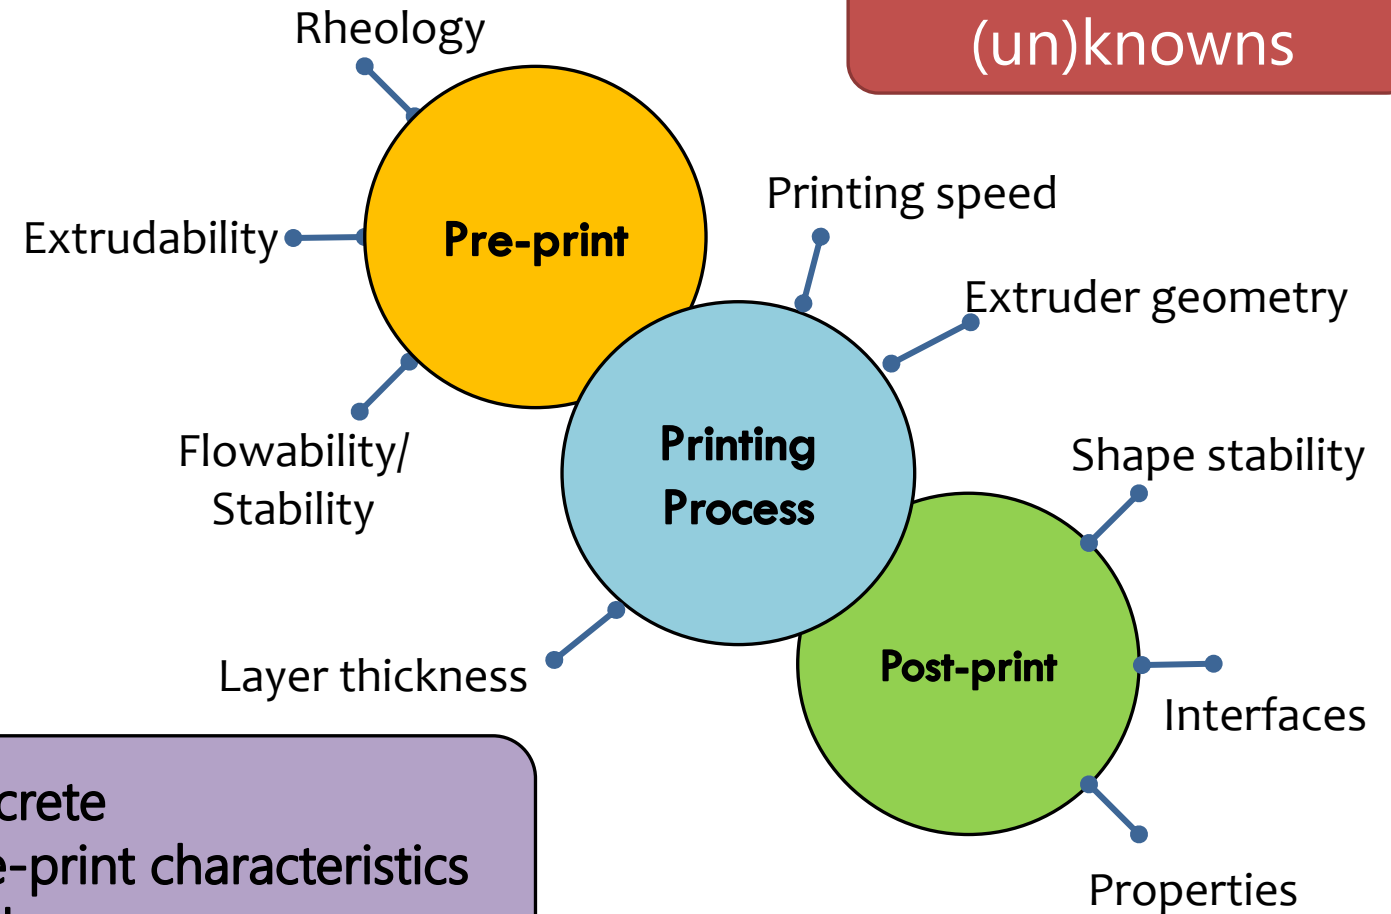 Rheology
(un)knowns
Printing speed
Extrudability
Pre-print
Extruder geometry
Flowability/
Stability
Printing
Process
Shape stability
Layer thickness
Post-print
Interfaces
crete
e-print characteristics
Properties